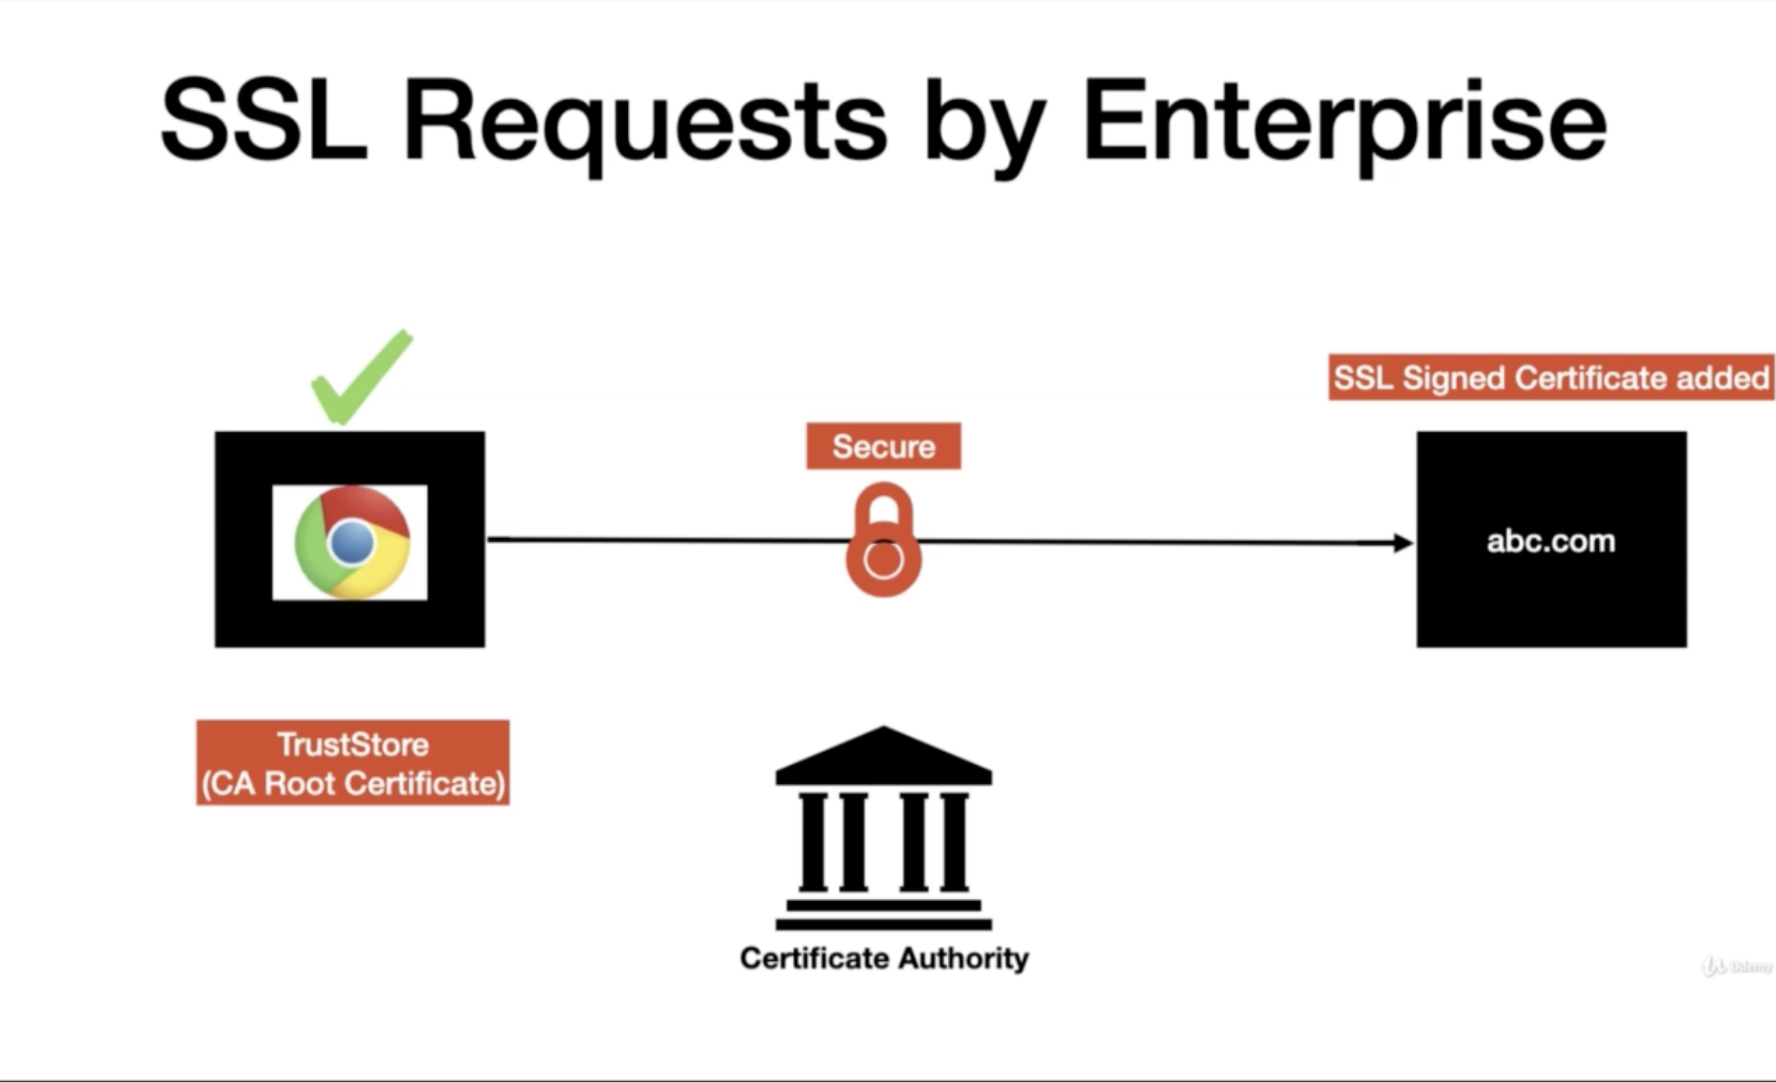 SSL Requests by Enterprise
SSL Signed Certificate added
Secure
abc.com
TrustStore
(CA Root Certificate)
Certificate Authority
Udemy